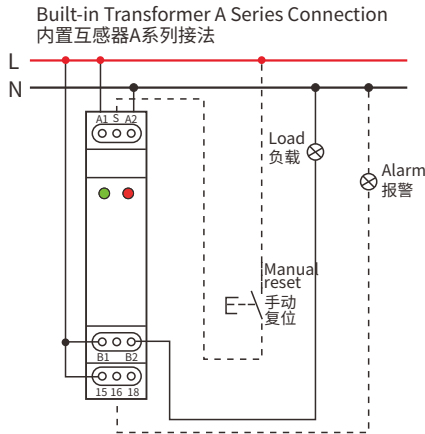 Built-in Transformer A Series Connection
内置互感器A系列接法
L
N
A1 S A2
Load
负载
Alarm
报警
Manual
reset
手动
复位
B1 B2
15 16 18